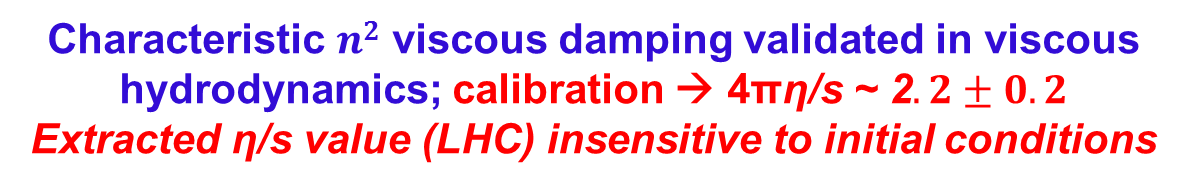 Characteristic n² viscous damping validated in viscous
hydrodynamics; calibration → 4πη/s ~ 2.2 ± 0.2
Extracted η/s value (LHC) insensitive to initial conditions